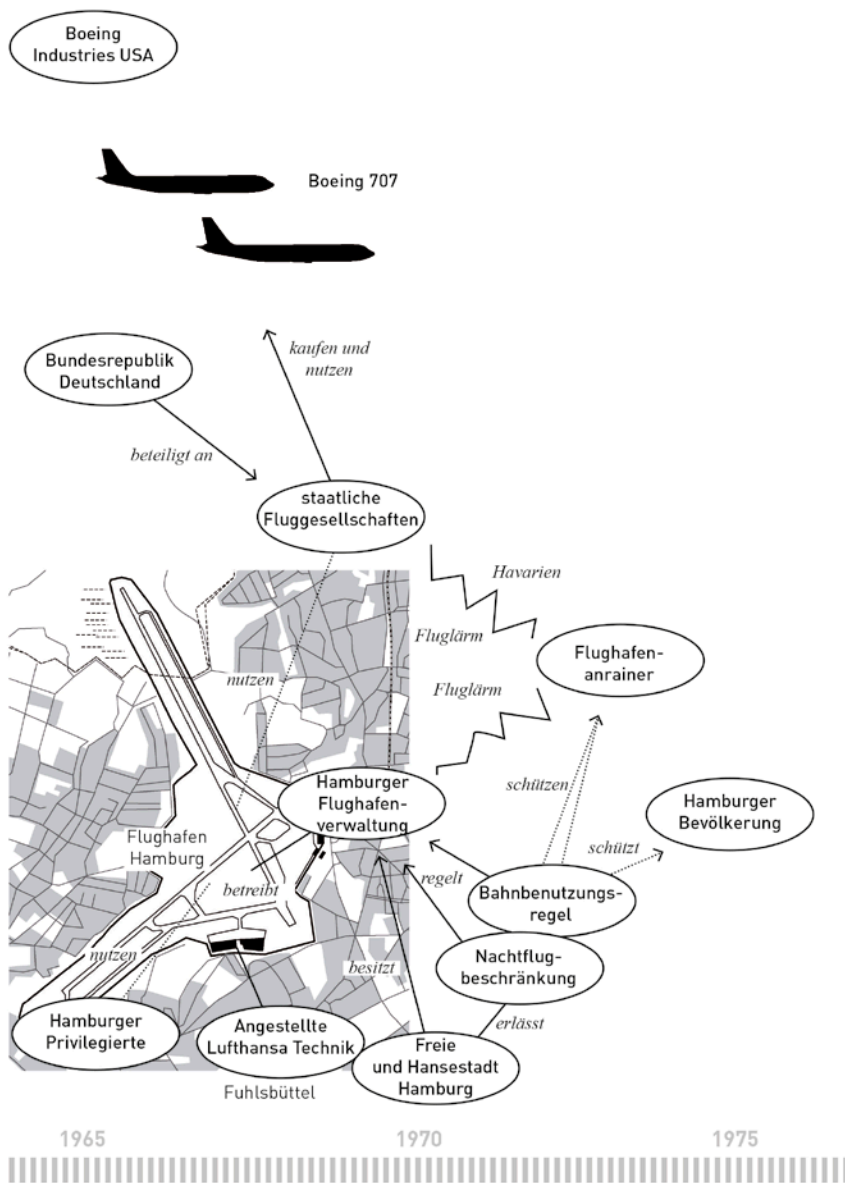 Boeing
Industries USA
Boeing 707
kaufen und
nutzen
Bundesrepublik
Deutschland
beteiligt an
staatliche
Fluggesellschaften
Havarien
Fluglärm
Flughafen-
anrainer
nutzen
Fluglärm
Hamburger
Flughafen-
verwaltung
schützen
Hamburger
Bevölkerung
Flughafen
Hamburg
schützt
betreibt
regelt
Bahnbenutzungs-
regel
nutzen
besitzt
Nachtflug-
beschränkung
Hamburger
Privilegierte
Angestellte
Lufthansa Technik
erlässt
Freie
und Hansestadt
Hamburg
Fuhlsbüttel
1965
1970
1975